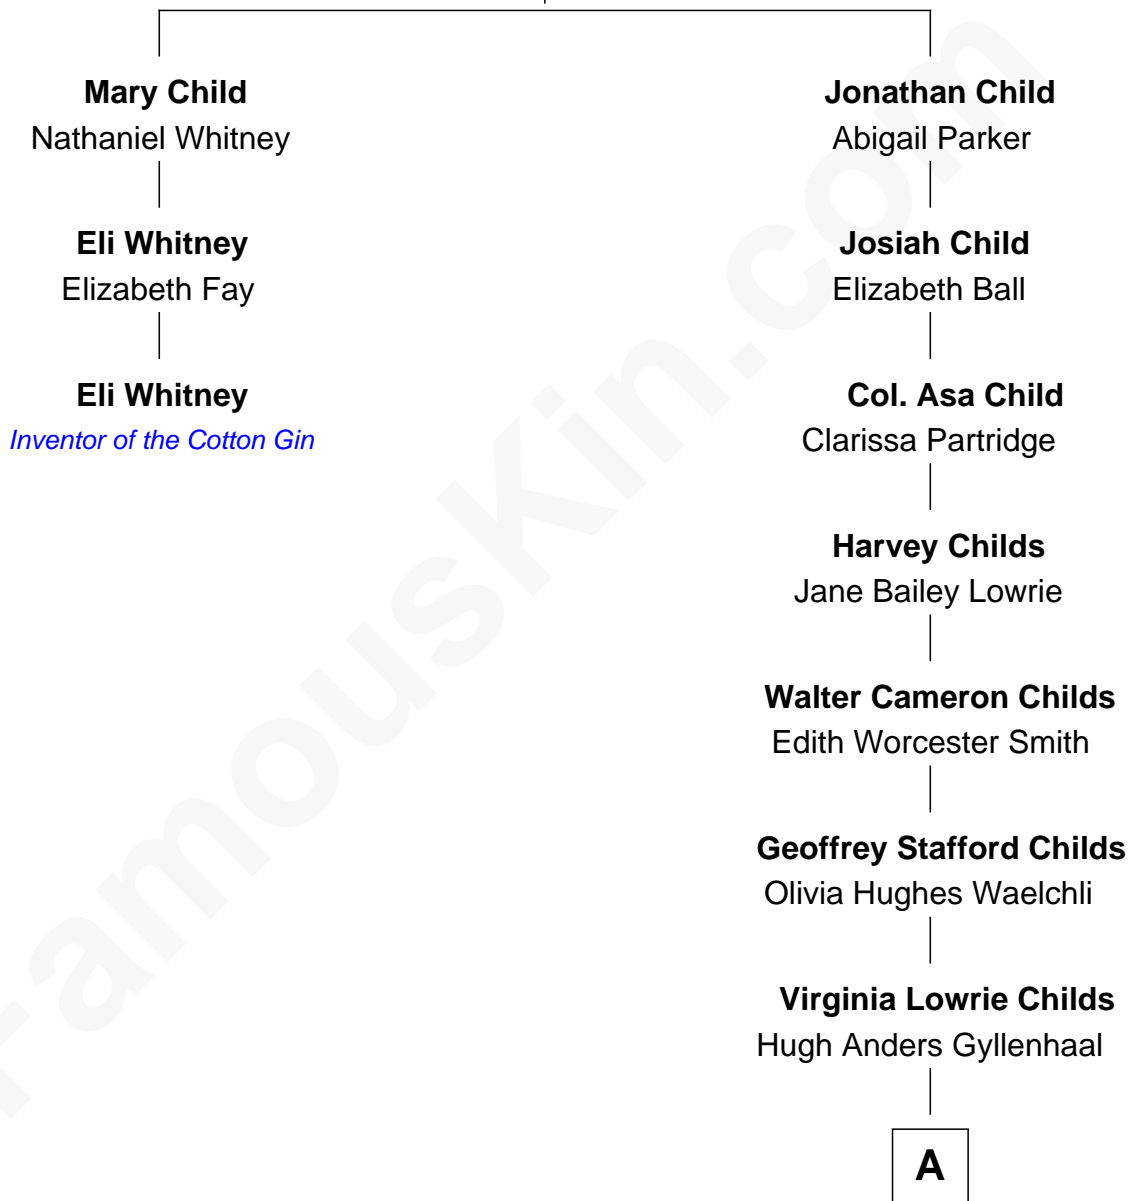 Mary Child
Nathaniel Whitney
Eli Whitney
Elizabeth Fay
Eli Whitney
Inventor of the Cotton Gin
Jonathan Child
Abigail Parker
Josiah Child
Elizabeth Ball
Col. Asa Child
Clarissa Partridge
Harvey Childs
Jane Bailey Lowrie
Walter Cameron Childs
Edith Worcester Smith
Geoffrey Stafford Childs
Olivia Hughes Waelchli
Virginia Lowrie Childs
Hugh Anders Gyllenhaal
A
FamousKin.com